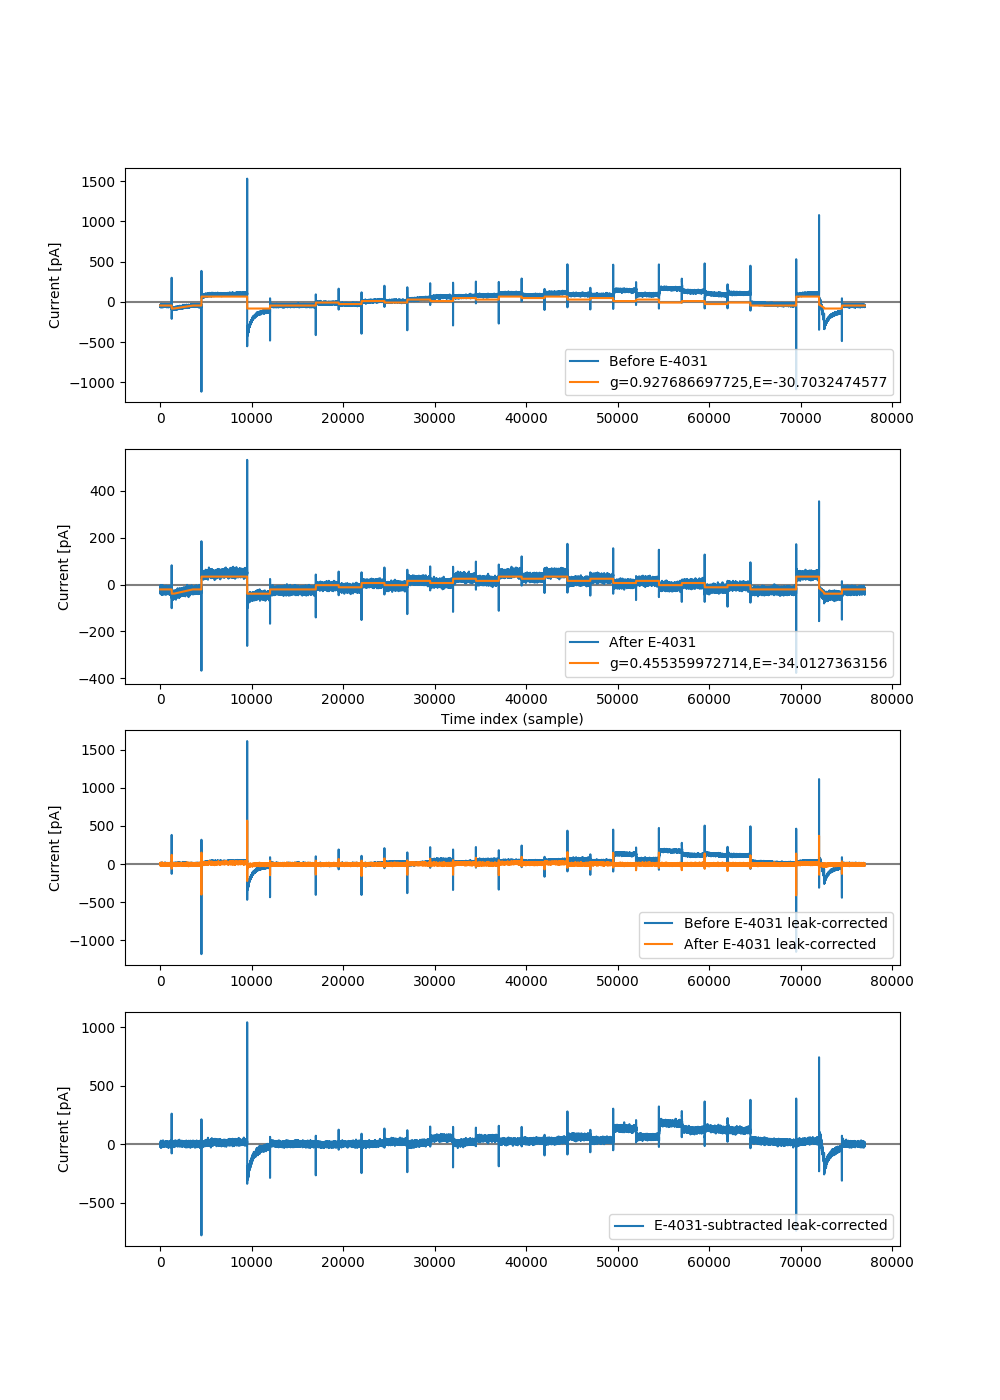 1500
1000
500
0
−500
−1000
Current [pA]
Before E-4031
g=0.927686697725,E=-30.7032474577
0 10000 20000 30000 40000 50000 60000 70000 80000
400
200
0
−200
−400
Current [pA]
After E-4031
g=0.455359972714,E=-34.0127363156
0 10000 20000 30000 40000 50000 60000 70000 80000
Time index (sample)
1500
1000
500
0
−500
−1000
Current [pA]
Before E-4031 leak-corrected
After E-4031 leak-corrected
0 10000 20000 30000 40000 50000 60000 70000 80000
1000
500
0
−500
Current [pA]
E-4031-subtracted leak-corrected
0 10000 20000 30000 40000 50000 60000 70000 80000